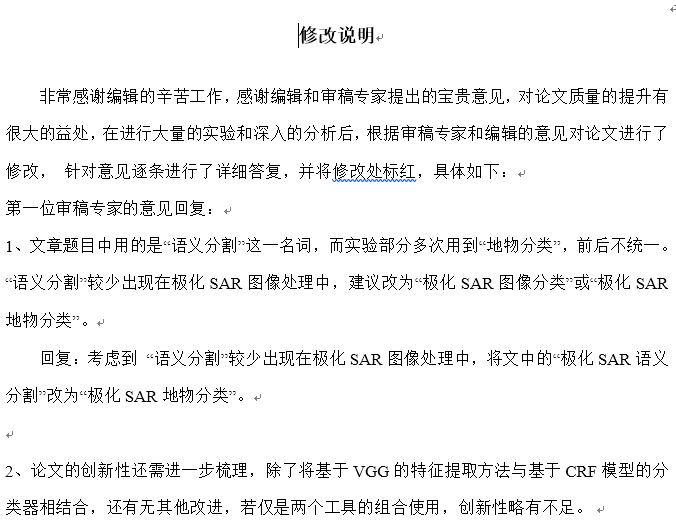 修改说明
非常感谢编辑的辛苦工作，感谢编辑和审稿专家提出的宝贵意见，对论文质量的提升有
很大的益处，在进行大量的实验和深入的分析后，根据审稿专家和编辑的意见对论文进行了
修改， 针对意见逐条进行了详细答复，并将修改处标红，具体如下：
第一位审稿专家的意见回复：
1、文章题目中用的是“语义分割”这一名词，而实验部分多次用到“地物分类”，前后不统一。
“语义分割”较少出现在极化 SAR 图像处理中，建议改为“极化 SAR 图像分类”或“极化 SAR
地物分类”。
回复：考虑到 “语义分割”较少出现在极化 SAR 图像处理中，将文中的“极化 SAR 语义
分割”改为“极化 SAR 地物分类”。
2、论文的创新性还需进一步梳理，除了将基于 VGG 的特征提取方法与基于 CRF 模型的分
类器相结合，还有无其他改进，若仅是两个工具的组合使用，创新性略有不足。